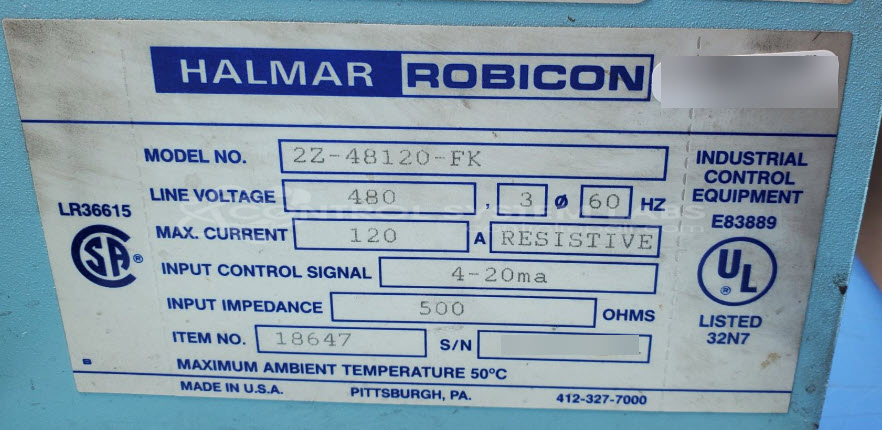 HALMAR ROBICON
MODEL NO. 2Z-48120-FK
LINE VOLTAGE 480 , 3 ø 60 HZ
MAX. CURRENT 120 A RESISTIVE
INPUT CONTROL SIGNAL 4-20ma
INPUT IMPEDANCE 500 OHMS
ITEM NO. 18647 S/N
MAXIMUM AMBIENT TEMPERATURE 50°C
MADE IN U.S.A. PITTSBURGH, PA. 412-327-7000
LR36615
SA ®
B
INDUSTRIAL
CONTROL
EQUIPMENT
E83889
UL ®
LISTED
32N7